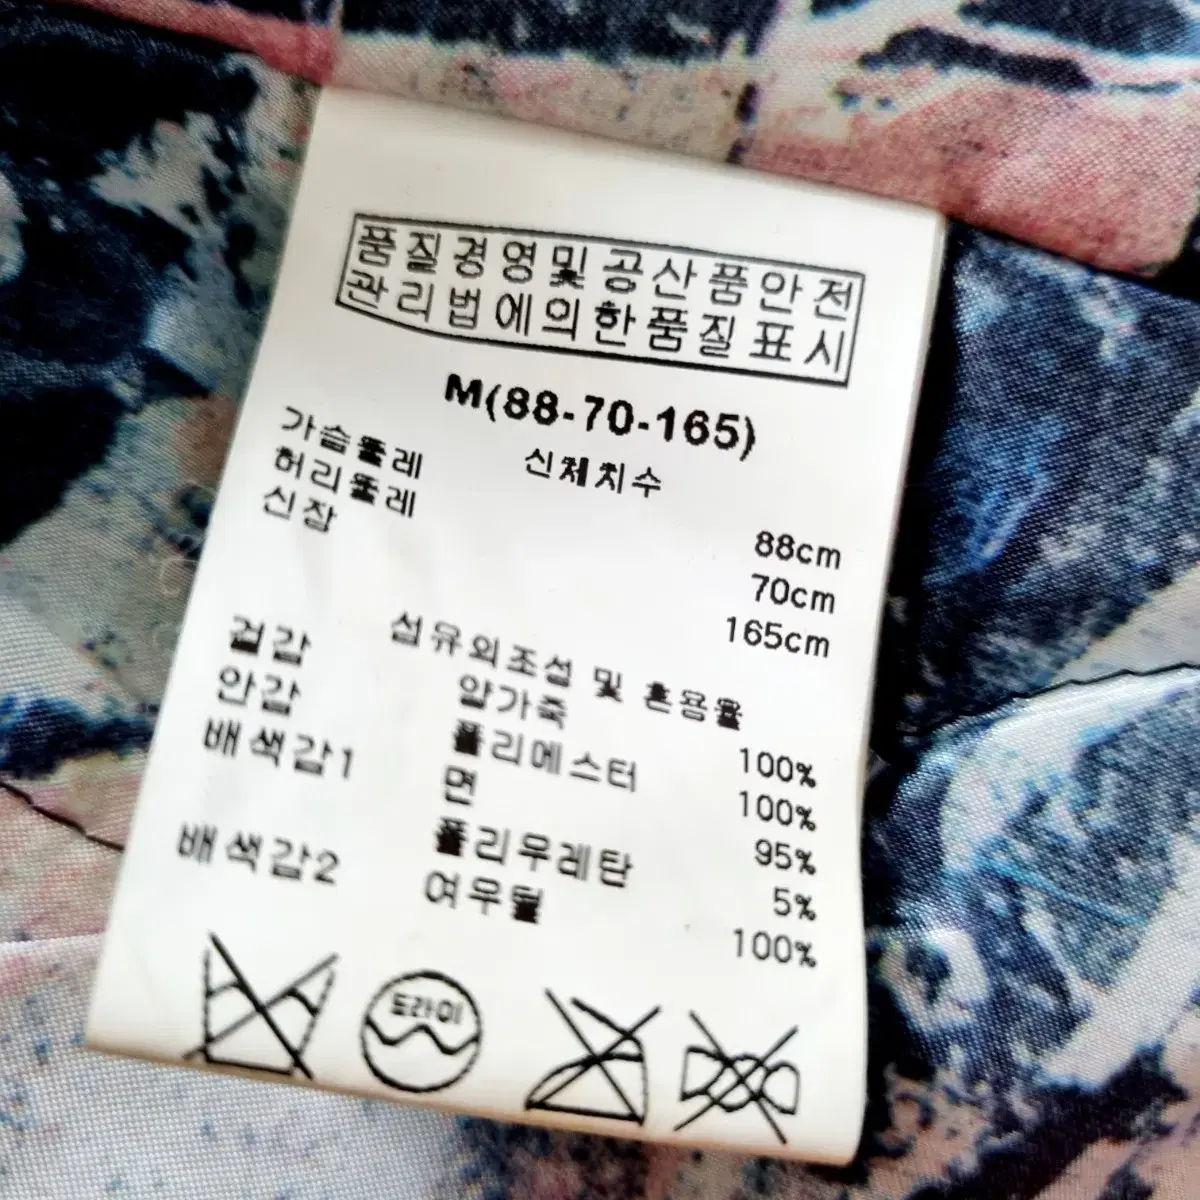 품질경영및공산품안전
관리법에의한품질표시
M(88-70-165)
신체치수
가슴둘레 88cm
허리둘레 70cm
신장 165cm
섬유의조성 및 혼용율
겉감 양가죽 100%
안감 폴리에스터 100%
배색감1 면 95%
폴리우레탄 5%
배색감2 여우털 100%
드라이